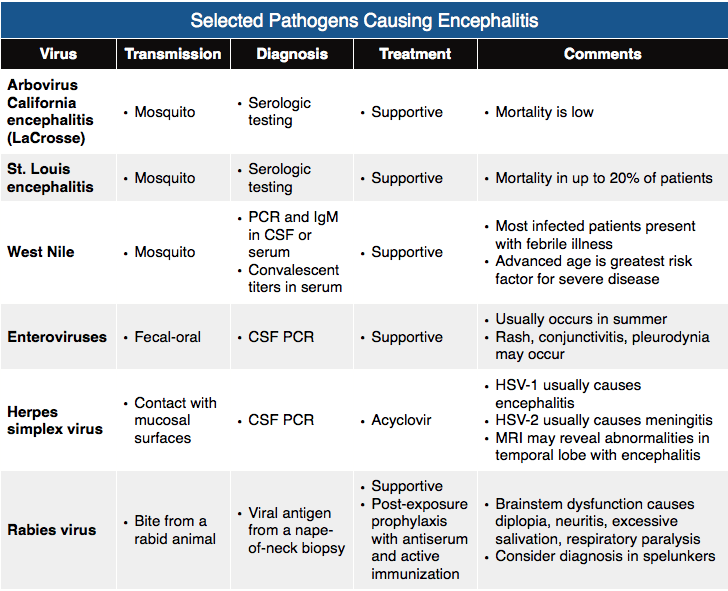 Selected Pathogens Causing Encephalitis
Virus
Transmission
Diagnosis
Treatment
Comments
Arbovirus
California
encephalitis
(LaCrosse)
• Mosquito
• Serologic
testing
• Supportive
• Mortality is low
St. Louis
encephalitis
• Mosquito
• Serologic
testing
• Supportive
• Mortality in up to 20% of patients
West Nile
• Mosquito
• PCR and IgM
in CSF or
serum
• Convalescent
titers in serum
• Supportive
• Most infected patients present
with febrile illness
• Advanced age is greatest risk
factor for severe disease
Enteroviruses
• Fecal-oral
• CSF PCR
• Supportive
• Usually occurs in summer
• Rash, conjunctivitis, pleurodynia
may occur
Herpes
simplex virus
• Contact with
mucosal
surfaces
• CSF PCR
• Acyclovir
• HSV-1 usually causes
encephalitis
• HSV-2 usually causes meningitis
• MRI may reveal abnormalities in
temporal lobe with encephalitis
Rabies virus
• Bite from a
rabid animal
• Viral antigen
from a nape-
of-neck biopsy
• Supportive
• Post-exposure
prophylaxis
with antiserum
and active
immunization
• Brainstem dysfunction causes
diplopia, neuritis, excessive
salivation, respiratory paralysis
• Consider diagnosis in spelunkers